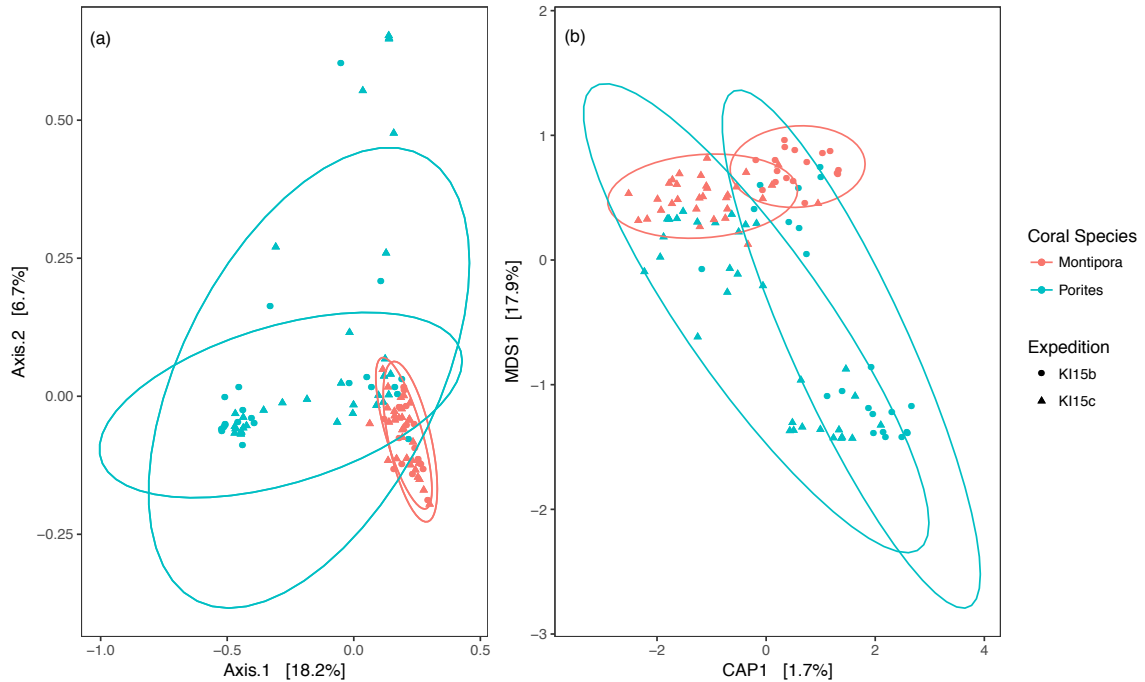 (a)
0.50
0.25
0.00
−0.25
Axis.2 [6.7%]
−1.0 −0.5 0.0 0.5
Axis.1 [18.2%]
(b)
2
1
0
−1
−2
−3
MDS1 [17.9%]
−2 0 2 4
CAP1 [1.7%]
Coral Species
Montipora
Porites
Expedition
KI15b
KI15c